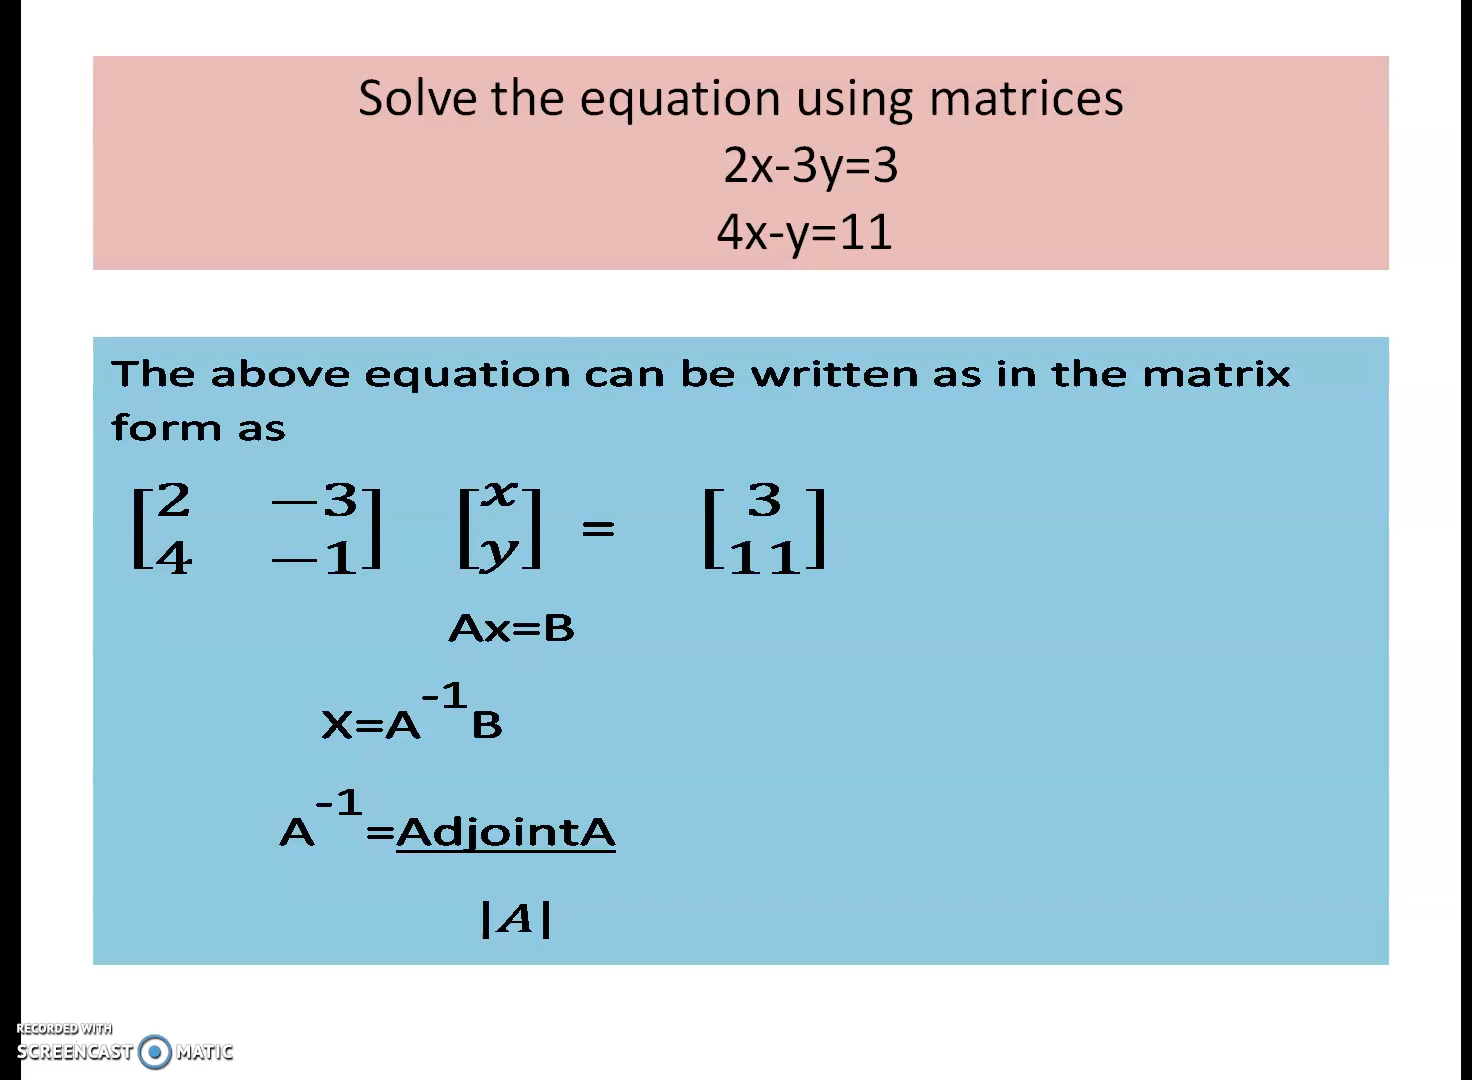 Solve the equation using matrices
2x-3y=3
4x-y=11
The above equation can be written as in the matrix
form as
[2 −3; 4 −1] [x; y] = [3; 11]
Ax=B
X=A⁻¹B
A⁻¹=AdjointA
|A|
RECORDED WITH
SCREENCAST MATIC